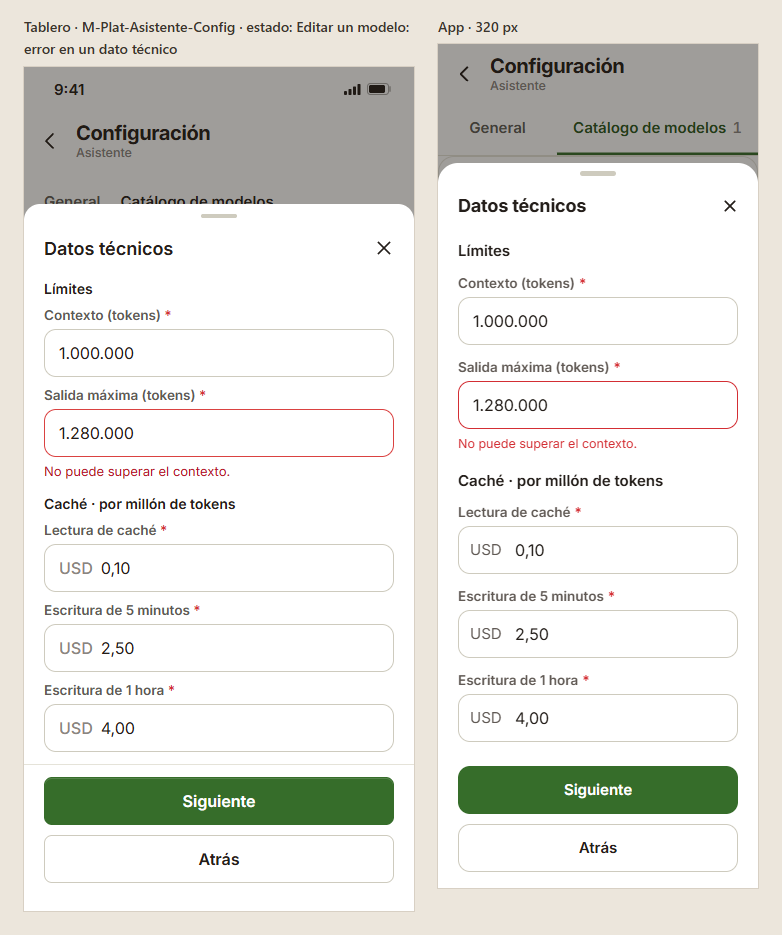 Tablero · M-Plat-Asistente-Config · estado: Editar un modelo:
error en un dato técnico
9:41
Configuración
Asistente
General Catálogo de modelos
Datos técnicos
Límites
Contexto (tokens) *
1.000.000
Salida máxima (tokens) *
1.280.000
No puede superar el contexto.
Caché · por millón de tokens
Lectura de caché *
USD 0,10
Escritura de 5 minutos *
USD 2,50
Escritura de 1 hora *
USD 4,00
Siguiente
Atrás
App · 320 px
Configuración
Asistente
General Catálogo de modelos 1
Datos técnicos
Límites
Contexto (tokens) *
1.000.000
Salida máxima (tokens) *
1.280.000
No puede superar el contexto.
Caché · por millón de tokens
Lectura de caché *
USD 0,10
Escritura de 5 minutos *
USD 2,50
Escritura de 1 hora *
USD 4,00
Siguiente
Atrás